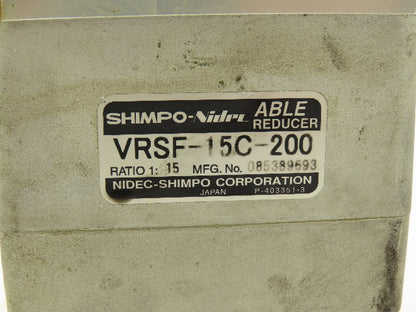 SHIMPO-Nidec ABLE REDUCER
VRSF-15C-200
RATIO 1: 15 MFG. No. 085389693
NIDEC-SHIMPO CORPORATION
JAPAN P-403351-3